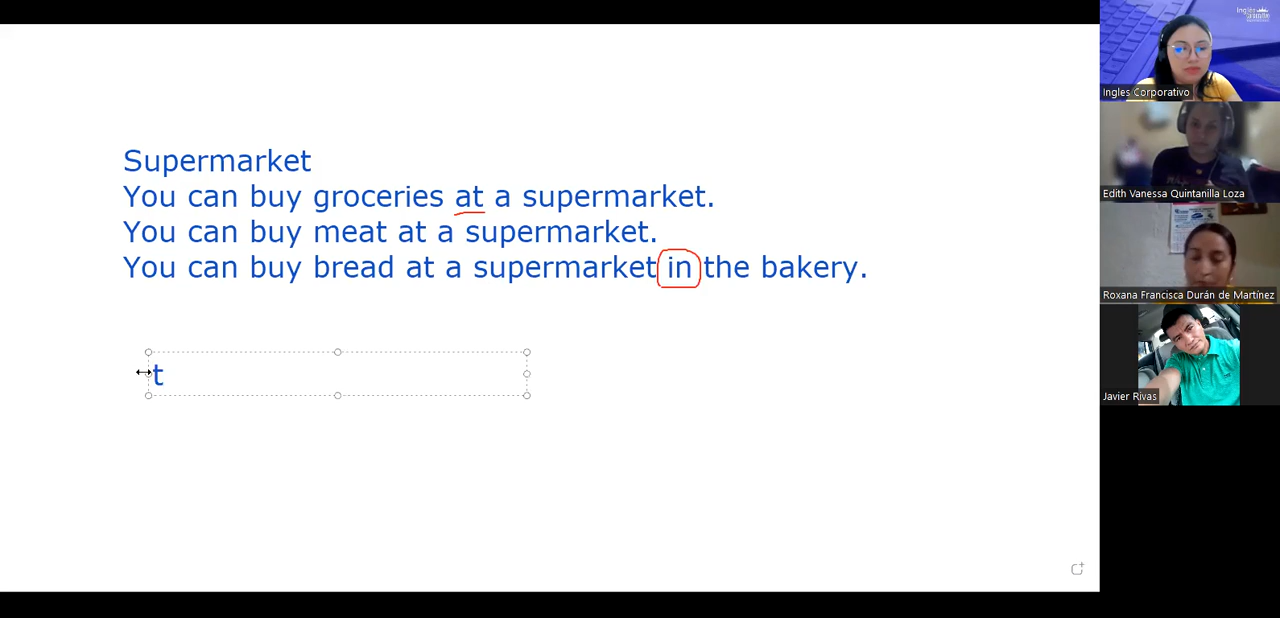 Supermarket
You can buy groceries at a supermarket.
You can buy meat at a supermarket.
You can buy bread at a supermarket in the bakery.
t
Ingles Corporativo
Edith Vanessa Quintanilla Loza
Roxana Francisca Durán de Martínez
Javier Rivas